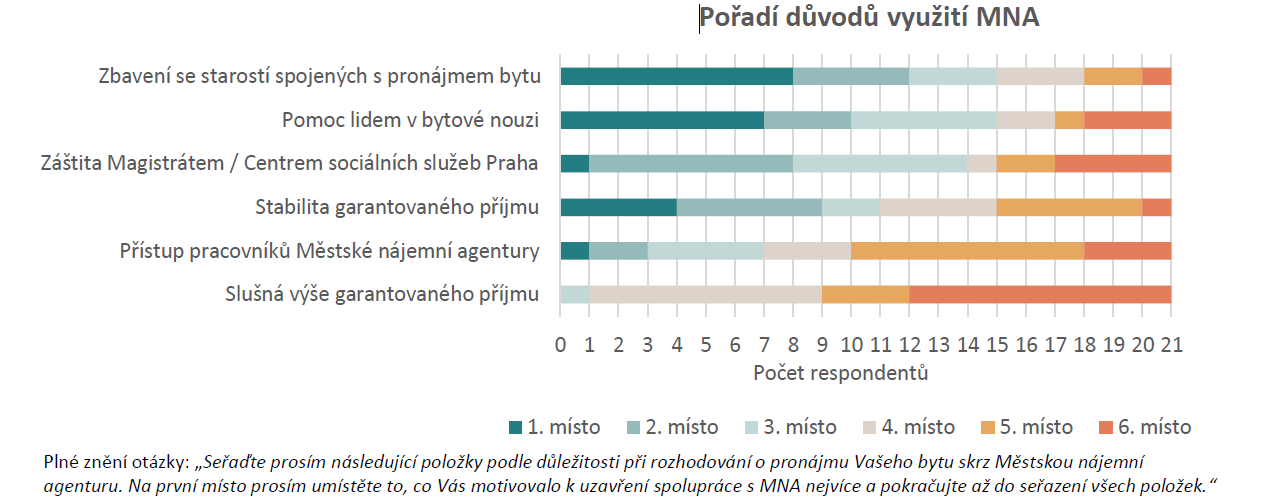 Pořadí důvodů využití MNA
Zbavení se starostí spojených s pronájmem bytu
Pomoc lidem v bytové nouzi
Záštita Magistrátem / Centrem sociálních služeb Praha
Stabilita garantovaného příjmu
Přístup pracovníků Městské nájemní agentury
Slušná výše garantovaného příjmu
0 1 2 3 4 5 6 7 8 9 10 11 12 13 14 15 16 17 18 19 20 21
Počet respondentů
1. místo 2. místo 3. místo 4. místo 5. místo 6. místo
Plné znění otázky: „Seřaďte prosím následující položky podle důležitosti při rozhodování o pronájmu Vašeho bytu skrz Městskou nájemní
agenturu. Na první místo prosím umístěte to, co Vás motivovalo k uzavření spolupráce s MNA nejvíce a pokračujte až do seřazení všech položek.“